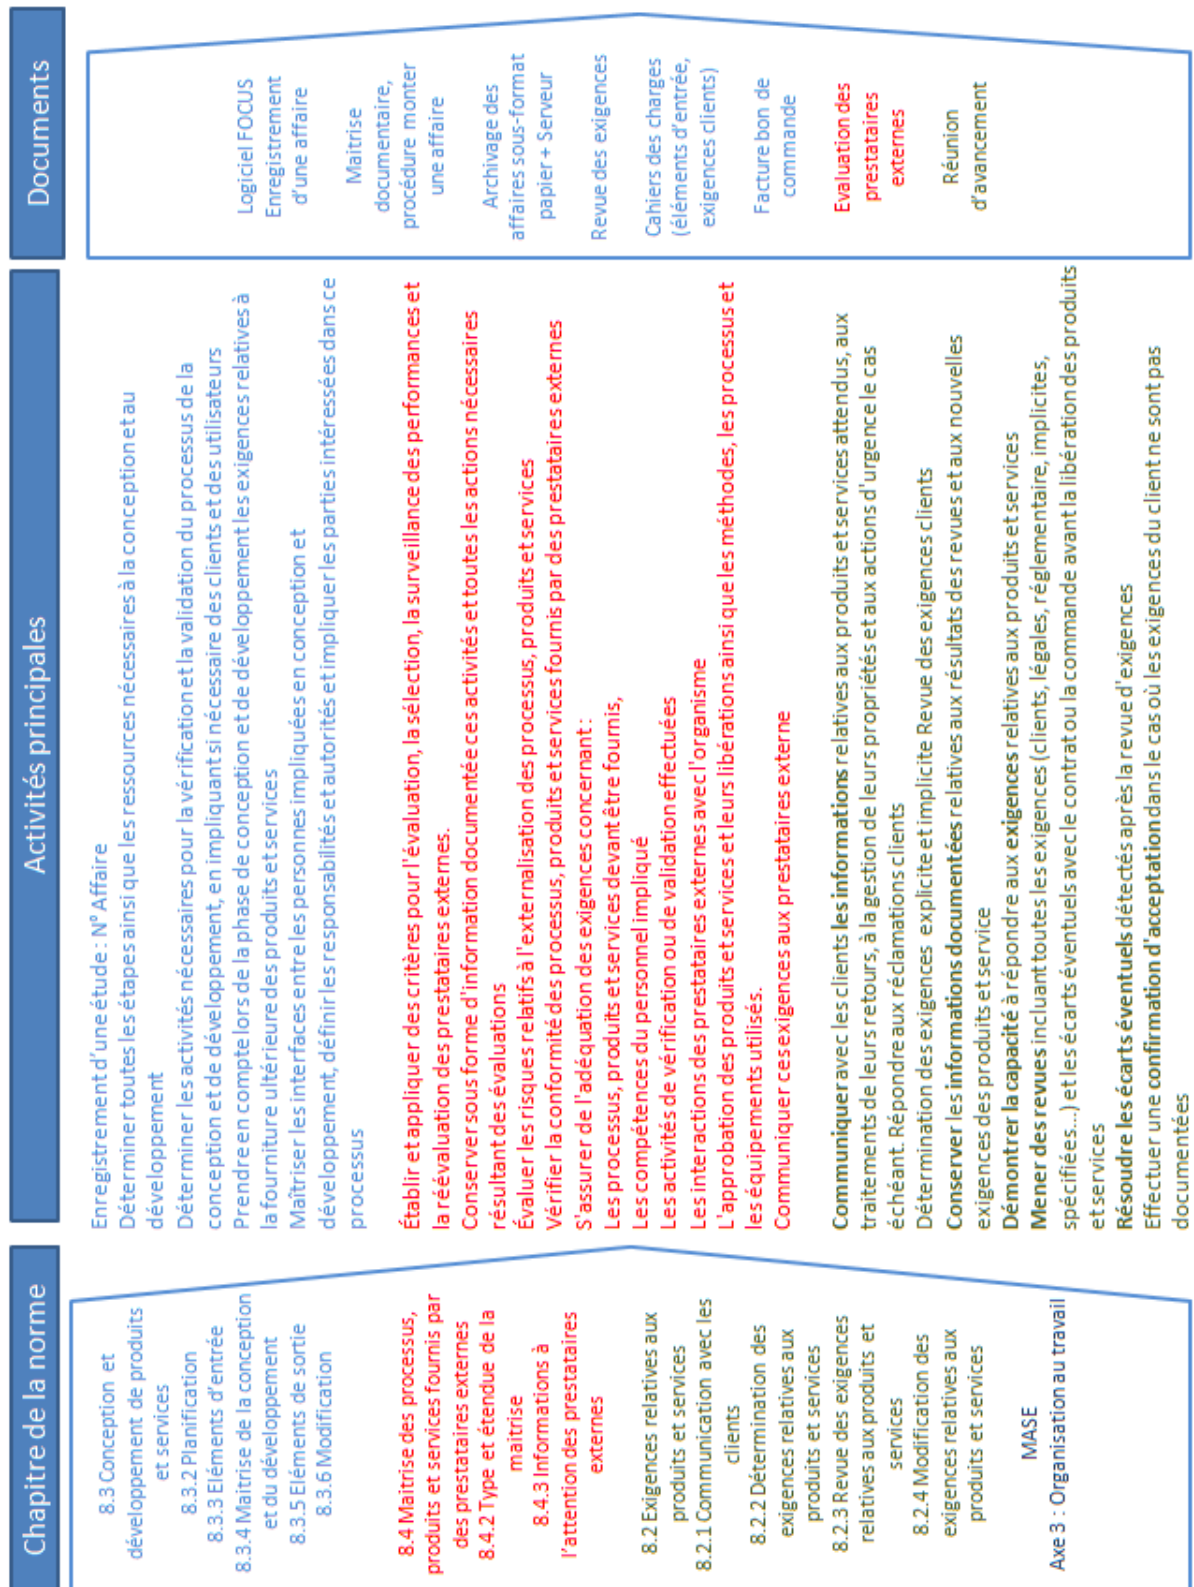 Chapitre de la norme
8.3 Conception et
développement de produits
et services
8.3.2 Planification
8.3.3 Eléments d'entrée
8.3.4 Maitrise de la conception
et du développement
8.3.5 Eléments de sortie
8.3.6 Modification
8.4 Maitrise des processus,
produits et services fournis par
des prestataires externes
8.4.2 Type et étendue de la
maitrise
8.4.3 Informations à
l'attention des prestataires
externes
8.2 Exigences relatives aux
produits et services
8.2.1 Communication avec les
clients
8.2.2 Détermination des
exigences relatives aux
produits et services
8.2.3 Revue des exigences
relatives aux produits et
services
8.2.4 Modification des
exigences relatives aux
produits et services
MASE
Axe 3 : Organisation au travail
Activités principales
Enregistrement d'une étude : N° Affaire
Déterminer toutes les étapes ainsi que les ressources nécessaires à la conception et au
développement
Déterminer les activités nécessaires pour la vérification et la validation du processus de la
conception et de développement, en impliquant si nécessaire des clients et des utilisateurs
Prendre en compte lors de la phase de conception et de développement les exigences relatives à
la fourniture ultérieure des produits et services
Maîtriser les interfaces entre les personnes impliquées en conception et
développement, définir les responsabilités et autorités et impliquer les parties intéressées dans ce
processus
Établir et appliquer des critères pour l'évaluation, la sélection, la surveillance des performances et
la réévaluation des prestataires externes.
Conserver sous forme d'information documentée ces activités et toutes les actions nécessaires
résultant des évaluations
Évaluer les risques relatifs à l'externalisation des processus, produits et services
Vérifier la conformité des processus, produits et services fournis par des prestataires externes
S'assurer de l'adéquation des exigences concernant :
Les processus, produits et services devant être fournis,
Les compétences du personnel impliqué
Les activités de vérification ou de validation effectuées
Les interactions des prestataires externes avec l'organisme
L'approbation des produits et services et leurs libérations ainsi que les méthodes, les processus et
les équipements utilisés.
Communiquer ces exigences aux prestataires externe
Communiquer avec les clients les informations relatives aux produits et services attendus, aux
traitements de leurs retours, à la gestion de leurs propriétés et aux actions d'urgence le cas
échéant. Répondre aux réclamations clients
Détermination des exigences explicite et implicite Revue des exigences clients
Conserver les informations documentées relatives aux résultats des revues et aux nouvelles
exigences des produits et service
Démontrer la capacité à répondre aux exigences relatives aux produits et services
Mener des revues incluant toutes les exigences (clients, légales, réglementaire, implicites,
spécifiées...) et les écarts éventuels avec le contrat ou la commande avant la libération des produits
et services
Résoudre les écarts éventuels détectés après la revue d'exigences
Effectuer une confirmation d'acceptation dans le cas où les exigences du client ne sont pas
documentées
Documents
Logiciel FOCUS
Enregistrement
d'une affaire
Maitrise
documentaire,
procédure monter
une affaire
Archivage des
affaires sous-format
papier + Serveur
Revue des exigences
Cahiers des charges
(éléments d'entrée,
exigences clients)
Facture bon de
commande
Evaluation des
prestataires
externes
Réunion
d'avancement